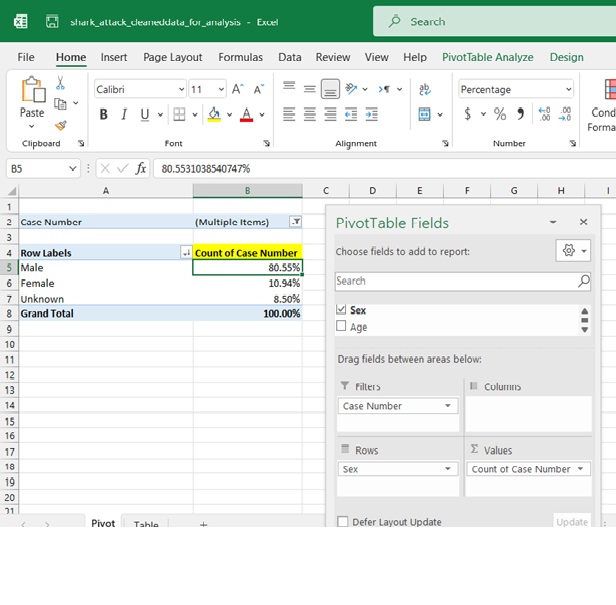 shark_attack_cleaneddata_for_analysis - Excel
Search
File Home Insert Page Layout Formulas Data Review View Help PivotTable Analyze Design
Paste
Calibri 11 A A
B I U A
ab
Percentage
$ % 9 .00 .00
Cond
Forma
Clipboard Font Alignment Number
B5 fx 80.5531038540747%
A B C D E F G H I
1
2 Case Number (Multiple Items)
3
4 Row Labels Count of Case Number
5 Male 80.55%
6 Female 10.94%
7 Unknown 8.50%
8 Grand Total 100.00%
9
10
11
12
13
14
15
16
17
18
19
20
21
PivotTable Fields
Choose fields to add to report:
Search
Sex
Age
Drag fields between areas below:
Filters Columns
Case Number
Rows Σ Values
Sex Count of Case Number
Defer Layout Update Update
Pivot Table +